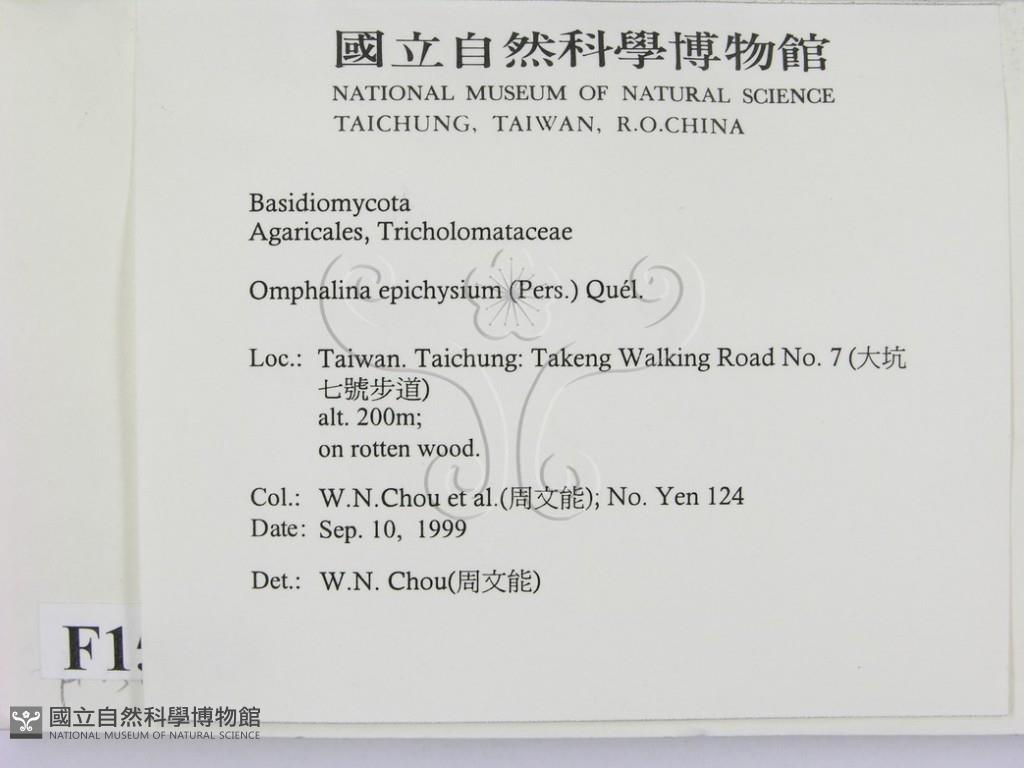 國立自然科學博物館
NATIONAL MUSEUM OF NATURAL SCIENCE
TAICHUNG, TAIWAN, R.O.CHINA
Basidiomycota
Agaricales, Tricholomataceae
Omphalina epichysium (Pers.) Quél.
Loc.: Taiwan. Taichung: Takeng Walking Road No. 7 (大坑
七號步道)
alt. 200m;
on rotten wood.
Col.: W.N.Chou et al.(周文能); No. Yen 124
Date: Sep. 10, 1999
Det.: W.N. Chou(周文能)
國立自然科學博物館
NATIONAL MUSEUM OF NATURAL SCIENCE